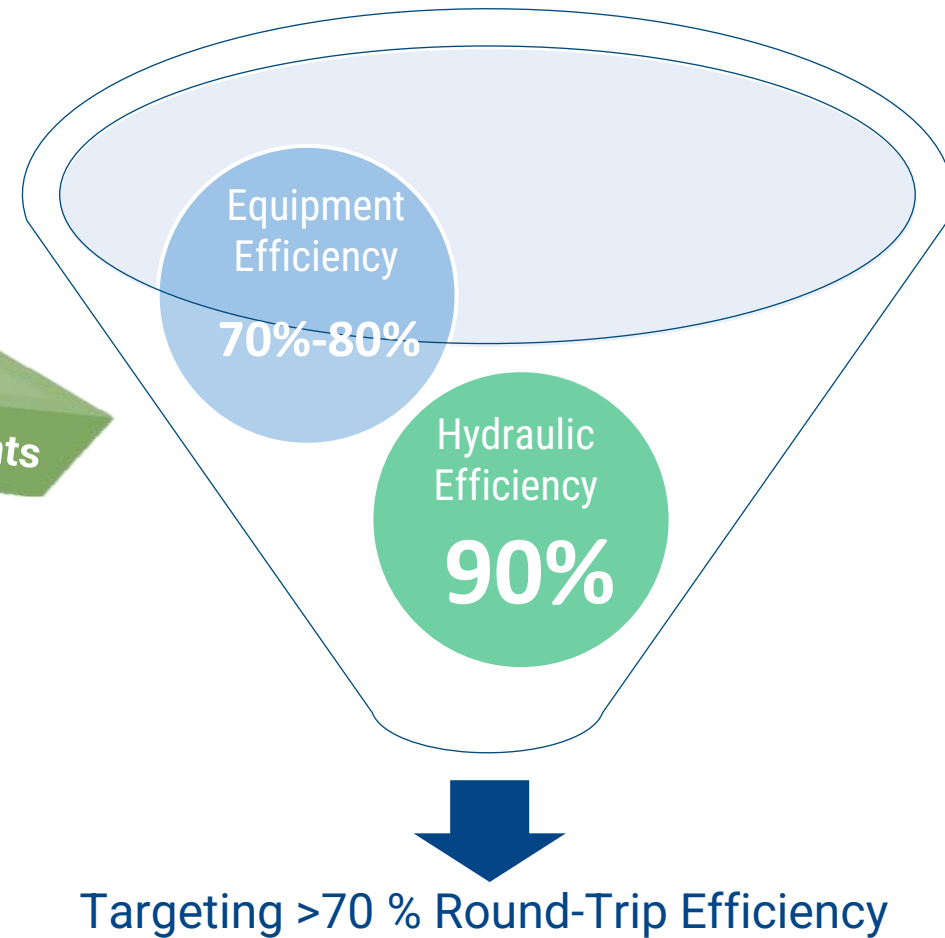 Equipment
Efficiency
70%-80%
Hydraulic
Efficiency
90%
Targeting >70 % Round-Trip Efficiency